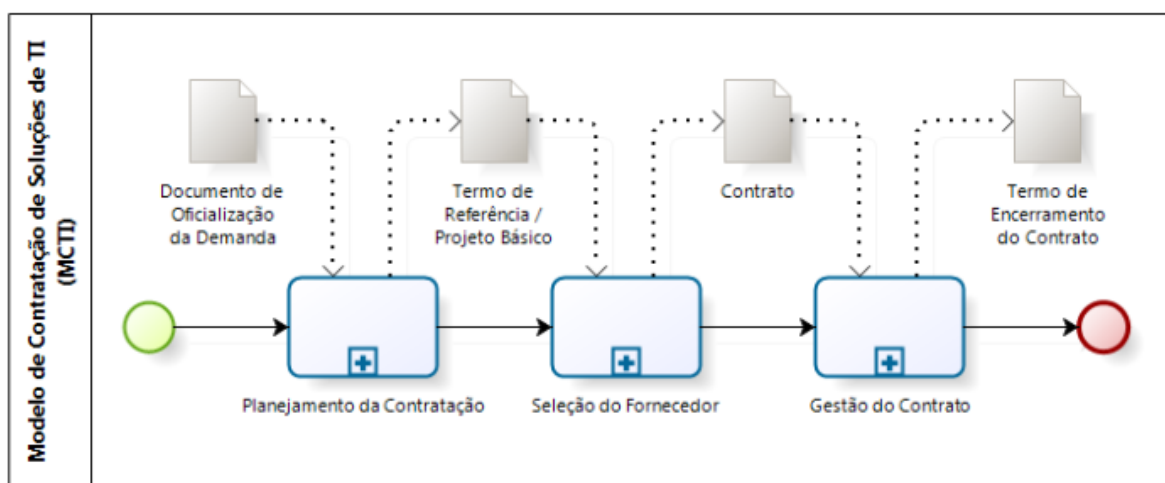 Modelo de Contratação de Soluções de TI
(MCTI)
Documento de
Oficialização
da Demanda
Termo de
Referência /
Projeto Básico
Contrato
Termo de
Encerramento
do Contrato
Planejamento da Contratação
Seleção do Fornecedor
Gestão do Contrato